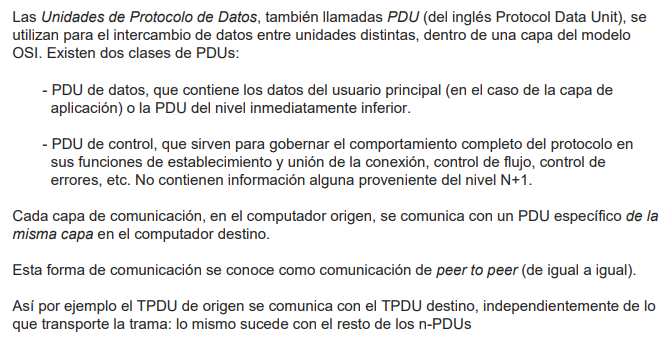 Las Unidades de Protocolo de Datos, también llamadas PDU (del inglés Protocol Data Unit), se
utilizan para el intercambio de datos entre unidades distintas, dentro de una capa del modelo
OSI. Existen dos clases de PDUs:
- PDU de datos, que contiene los datos del usuario principal (en el caso de la capa de
aplicación) o la PDU del nivel inmediatamente inferior.
- PDU de control, que sirven para gobernar el comportamiento completo del protocolo en
sus funciones de establecimiento y unión de la conexión, control de flujo, control de
errores, etc. No contienen información alguna proveniente del nivel N+1.
Cada capa de comunicación, en el computador origen, se comunica con un PDU específico de la
misma capa en el computador destino.
Esta forma de comunicación se conoce como comunicación de peer to peer (de igual a igual).
Así por ejemplo el TPDU de origen se comunica con el TPDU destino, independientemente de lo
que transporte la trama: lo mismo sucede con el resto de los n-PDUs